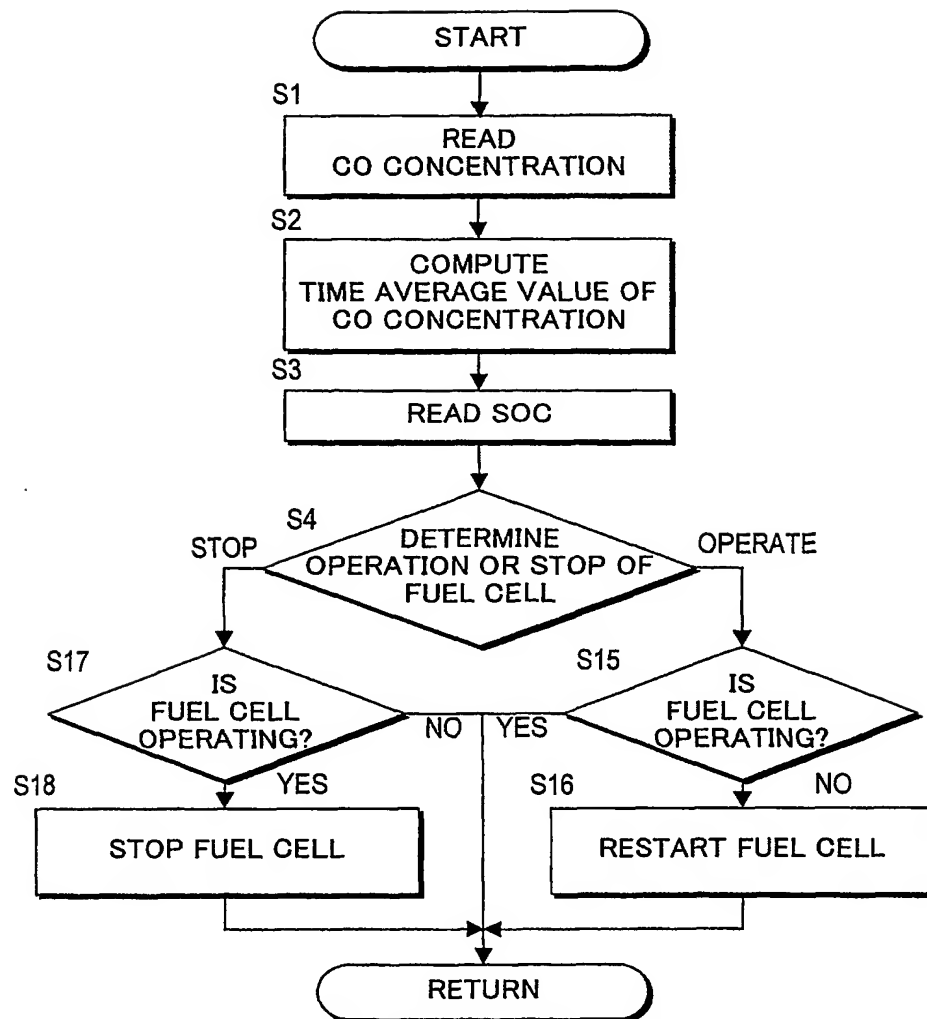 START
S1
READ
CO CONCENTRATION
S2
COMPUTE
TIME AVERAGE VALUE OF
CO CONCENTRATION
S3
READ SOC
S4
DETERMINE
OPERATION OR STOP OF
FUEL CELL
STOP
OPERATE
S17
IS
FUEL CELL
OPERATING?
NO
YES
S15
IS
FUEL CELL
OPERATING?
YES
NO
S18
STOP FUEL CELL
S16
RESTART FUEL CELL
RETURN